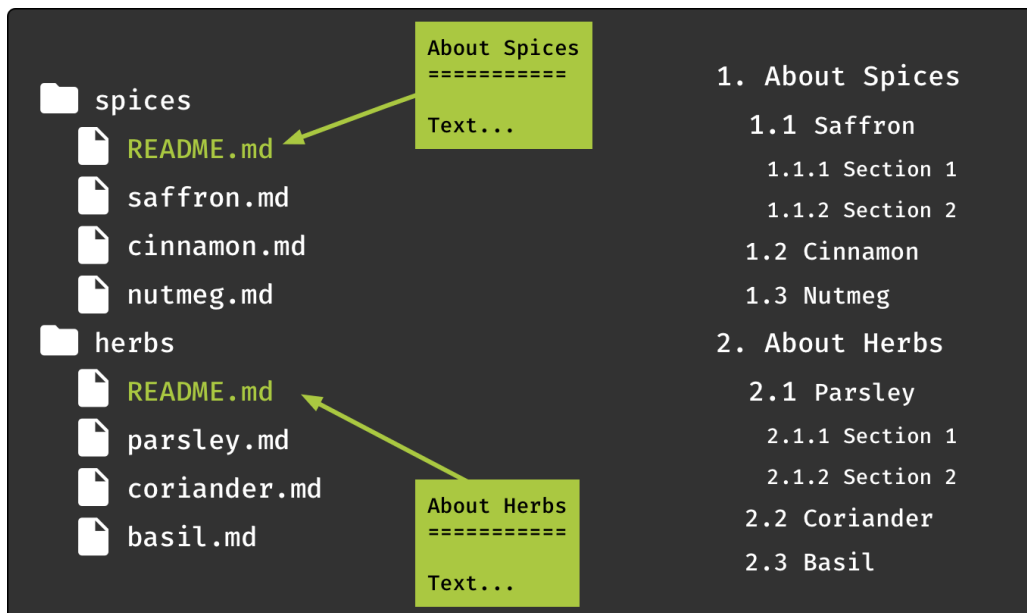 spices
README.md
saffron.md
cinnamon.md
nutmeg.md
herbs
README.md
parsley.md
coriander.md
basil.md
About Spices
===========
Text...
About Herbs
===========
Text...
1. About Spices
1.1 Saffron
1.1.1 Section 1
1.1.2 Section 2
1.2 Cinnamon
1.3 Nutmeg
2. About Herbs
2.1 Parsley
2.1.1 Section 1
2.1.2 Section 2
2.2 Coriander
2.3 Basil